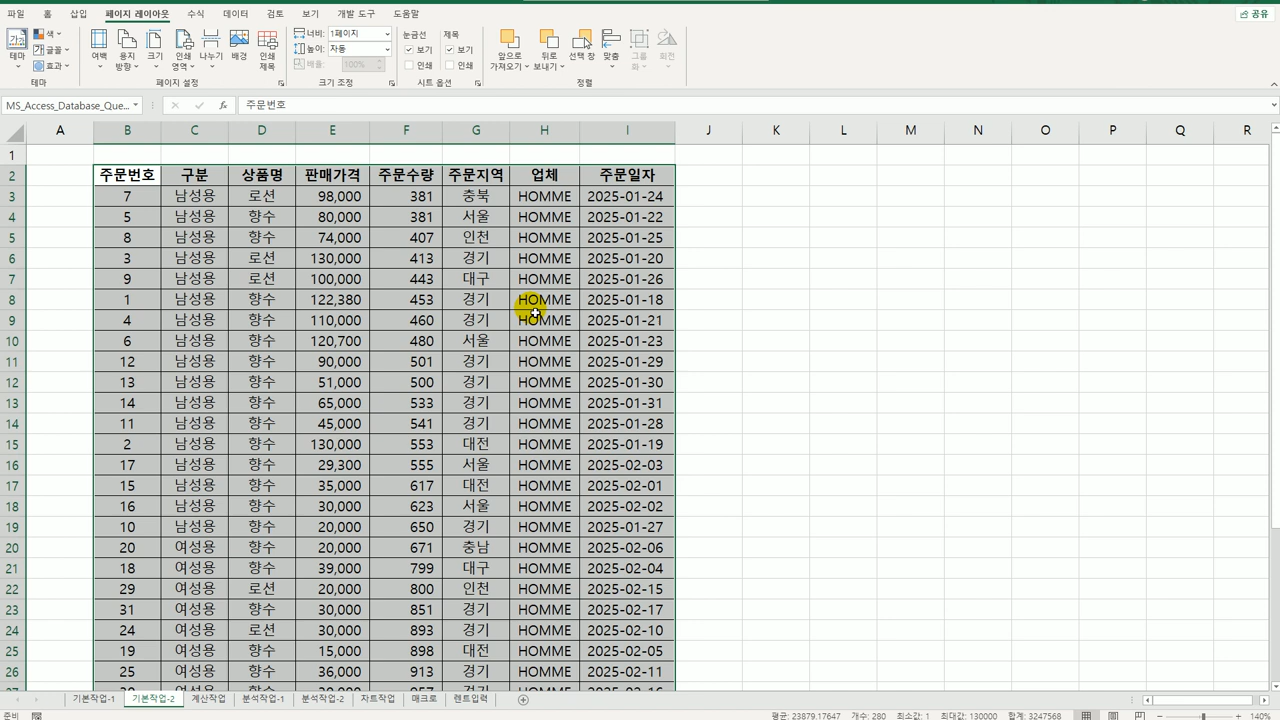 파일 홈 삽입 페이지 레이아웃 수식 데이터 검토 보기 개발 도구 도움말 공유
색 너비: 1페이지 눈금선 제목
글꼴 높이: 자동 보기 보기
효과 배율: 100% 인쇄 인쇄
테마 여백 용지 방향 크기 인쇄 영역 나누기 배경 인쇄 제목 앞으로 가져오기 뒤로 보내기 선택 창 맞춤 그룹화 회전
테마 페이지 설정 크기 조정 시트 옵션 정렬
MS_Access_Database_Que... fx 주문번호
A B C D E F G H I J K L M N O P Q R
1
2 주문번호 구분 상품명 판매가격 주문수량 주문지역 업체 주문일자
3 7 남성용 로션 98,000 381 충북 HOMME 2025-01-24
4 5 남성용 향수 80,000 381 서울 HOMME 2025-01-22
5 8 남성용 향수 74,000 407 인천 HOMME 2025-01-25
6 3 남성용 로션 130,000 413 경기 HOMME 2025-01-20
7 9 남성용 로션 100,000 443 대구 HOMME 2025-01-26
8 1 남성용 향수 122,380 453 경기 HOMME 2025-01-18
9 4 남성용 향수 110,000 460 경기 HOMME 2025-01-21
10 6 남성용 향수 120,700 480 서울 HOMME 2025-01-23
11 12 남성용 향수 90,000 501 경기 HOMME 2025-01-29
12 13 남성용 향수 51,000 500 경기 HOMME 2025-01-30
13 14 남성용 향수 65,000 533 경기 HOMME 2025-01-31
14 11 남성용 향수 45,000 541 경기 HOMME 2025-01-28
15 2 남성용 향수 130,000 553 대전 HOMME 2025-01-19
16 17 남성용 향수 29,300 555 서울 HOMME 2025-02-03
17 15 남성용 향수 35,000 617 대전 HOMME 2025-02-01
18 16 남성용 향수 30,000 623 서울 HOMME 2025-02-02
19 10 남성용 향수 20,000 650 경기 HOMME 2025-01-27
20 20 여성용 향수 20,000 671 충남 HOMME 2025-02-06
21 18 여성용 향수 39,000 799 대구 HOMME 2025-02-04
22 29 여성용 로션 20,000 800 인천 HOMME 2025-02-15
23 31 여성용 향수 30,000 851 경기 HOMME 2025-02-17
24 24 여성용 로션 30,000 893 경기 HOMME 2025-02-10
25 19 여성용 향수 15,000 898 대전 HOMME 2025-02-05
26 25 여성용 향수 36,000 913 경기 HOMME 2025-02-11
기본작업-1 기본작업-2 계산작업 분석작업-1 분석작업-2 차트작업 매크로 렌트입력
준비 평균: 23879.17647 개수: 280 최소값: 1 최대값: 130000 합계: 3247568 140%